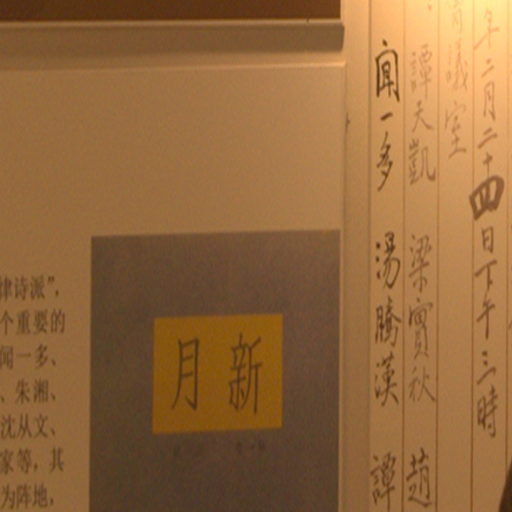 律诗派”，
个重要的
闻一多、
、朱湘、
沈从文、
家等，其
为阵地，
新月
年二月二十四日下午三時
議室
譚天凱 梁實秋 趙
聞一多 湯騰漢 譚